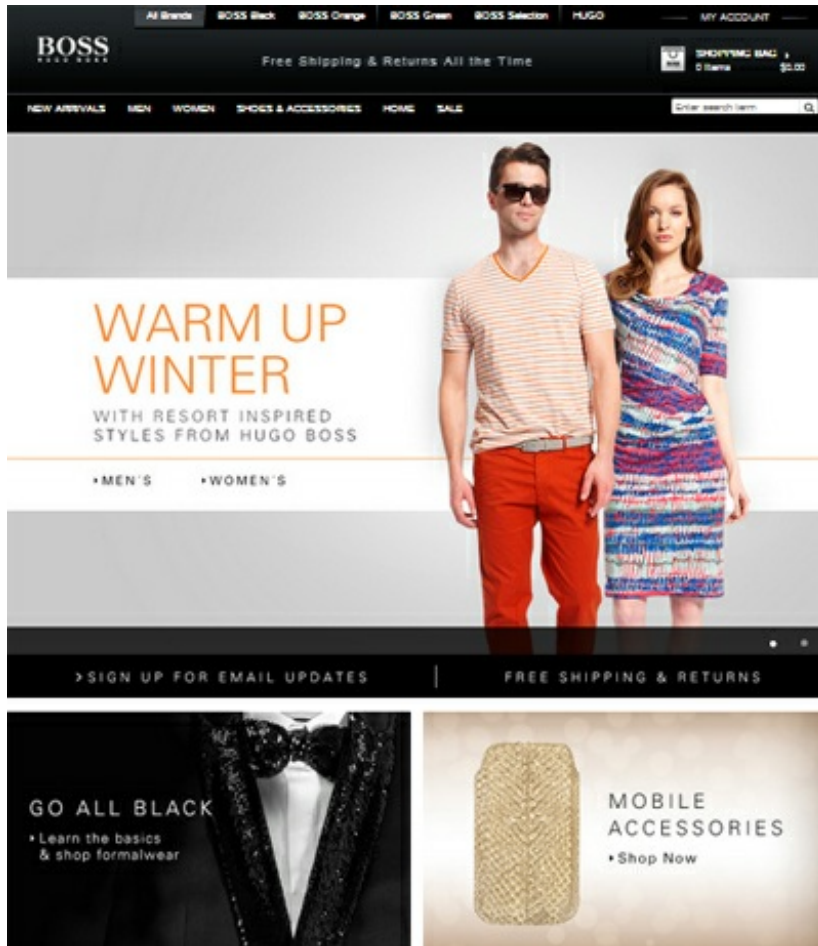 All Brands BOSS Black BOSS Orange BOSS Green BOSS Selection HUGO MY ACCOUNT
BOSS
HUGO BOSS
Free Shipping & Returns All the Time
SHOPPING BAG
0 Items $0.00
NEW ARRIVALS MEN WOMEN SHOES & ACCESSORIES HOME SALE
Enter search term
WARM UP
WINTER
WITH RESORT INSPIRED
STYLES FROM HUGO BOSS
MEN´S WOMEN´S
SIGN UP FOR EMAIL UPDATES FREE SHIPPING & RETURNS
GO ALL BLACK
Learn the basics
& shop formalwear
MOBILE
ACCESSORIES
Shop Now